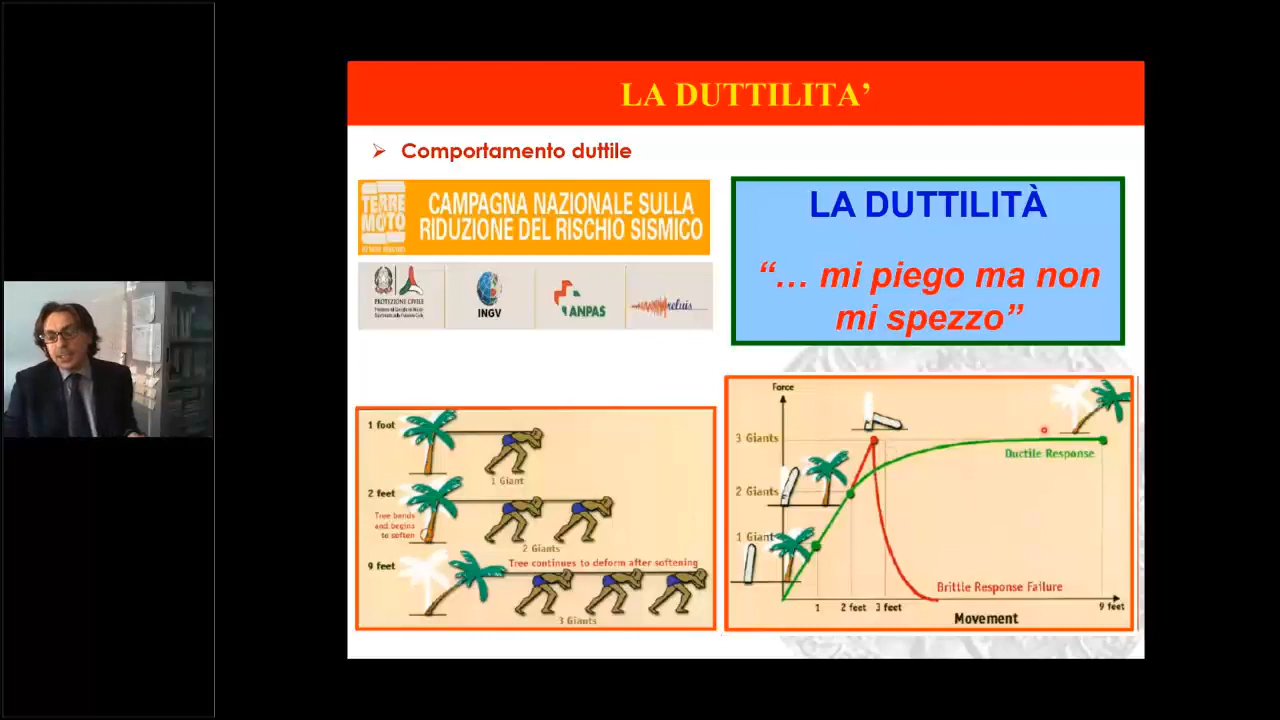 LA DUTTILITA’
Comportamento duttile
TERRE
MOTO
CAMPAGNA NAZIONALE SULLA
RIDUZIONE DEL RISCHIO SISMICO
PROTEZIONE CIVILE
INGV
ANPAS
reluis
LA DUTTILITÀ
“… mi piego ma non
mi spezzo”
1 foot
1 Giant
2 feet
Tree bends
and begins
to soften
2 Giants
9 feet
Tree continues to deform after softening
3 Giants
Force
3 Giants
Ductile Response
2 Giants
1 Giant
Brittle Response Failure
1
2 feet
3 feet
9 feet
Movement